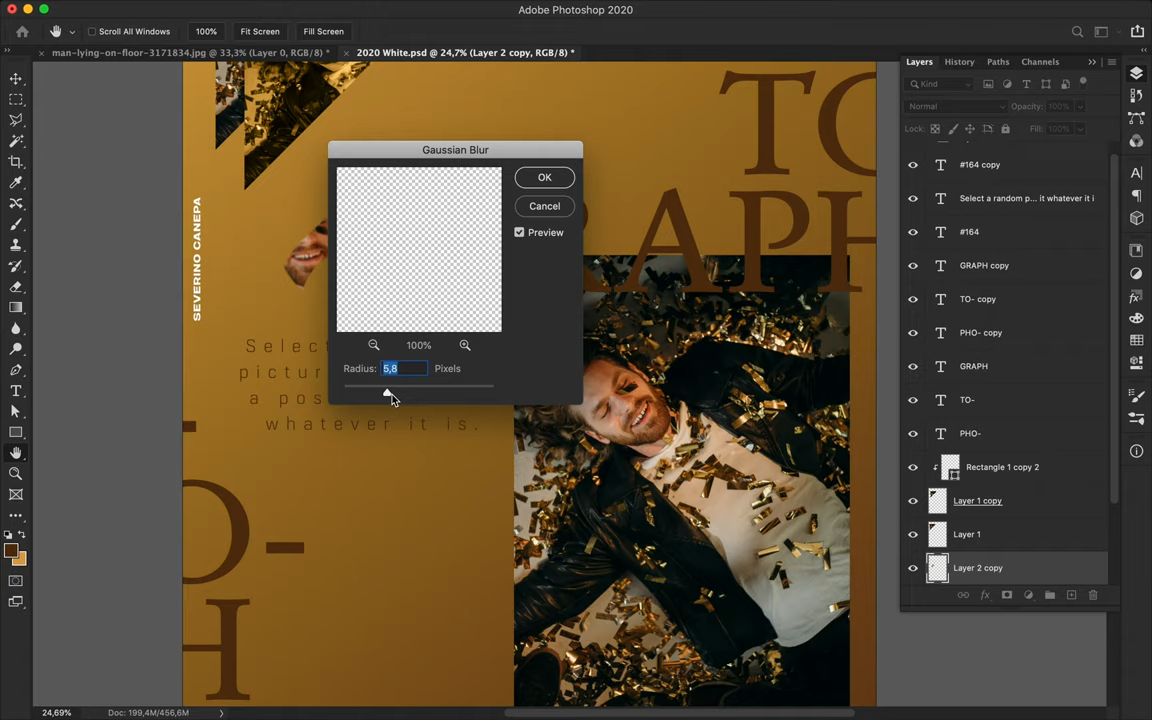 Adobe Photoshop 2020
Scroll All Windows
100%
Fit Screen
Fill Screen
man-lying-on-floor-3171834.jpg @ 33,3% (Layer 0, RGB/8) *
2020 White.psd @ 24,7% (Layer 2 copy, RGB/8) *
Layers
History
Paths
Channels
Kind
Normal
Opacity: 100%
Lock:
Fill: 100%
#164 copy
Select a random p... it whatever it i
#164
GRAPH copy
TO- copy
PHO- copy
GRAPH
TO-
PHO-
Rectangle 1 copy 2
Layer 1 copy
Layer 1
Layer 2 copy
Gaussian Blur
OK
Cancel
Preview
100%
Radius: 5,8 Pixels
SEVERINO CANEPA
Selec
pictur
a pos
whatever it is.
TO
RAPH
O-
H
24,69%
Doc: 199,4M/456,6M